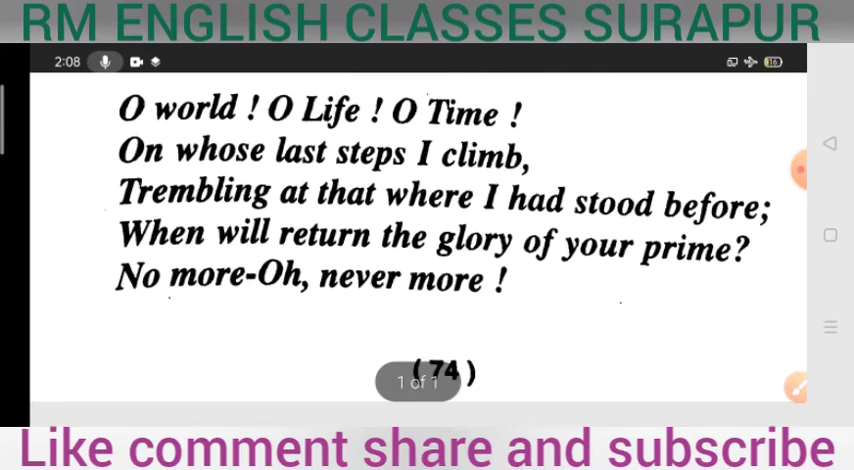 RM ENGLISH CLASSES SURAPUR
2:08 16
O world ! O Life ! O Time !
On whose last steps I climb,
Trembling at that where I had stood before;
When will return the glory of your prime?
No more-Oh, never more !
( 74 )
1 of 1
Like comment share and subscribe